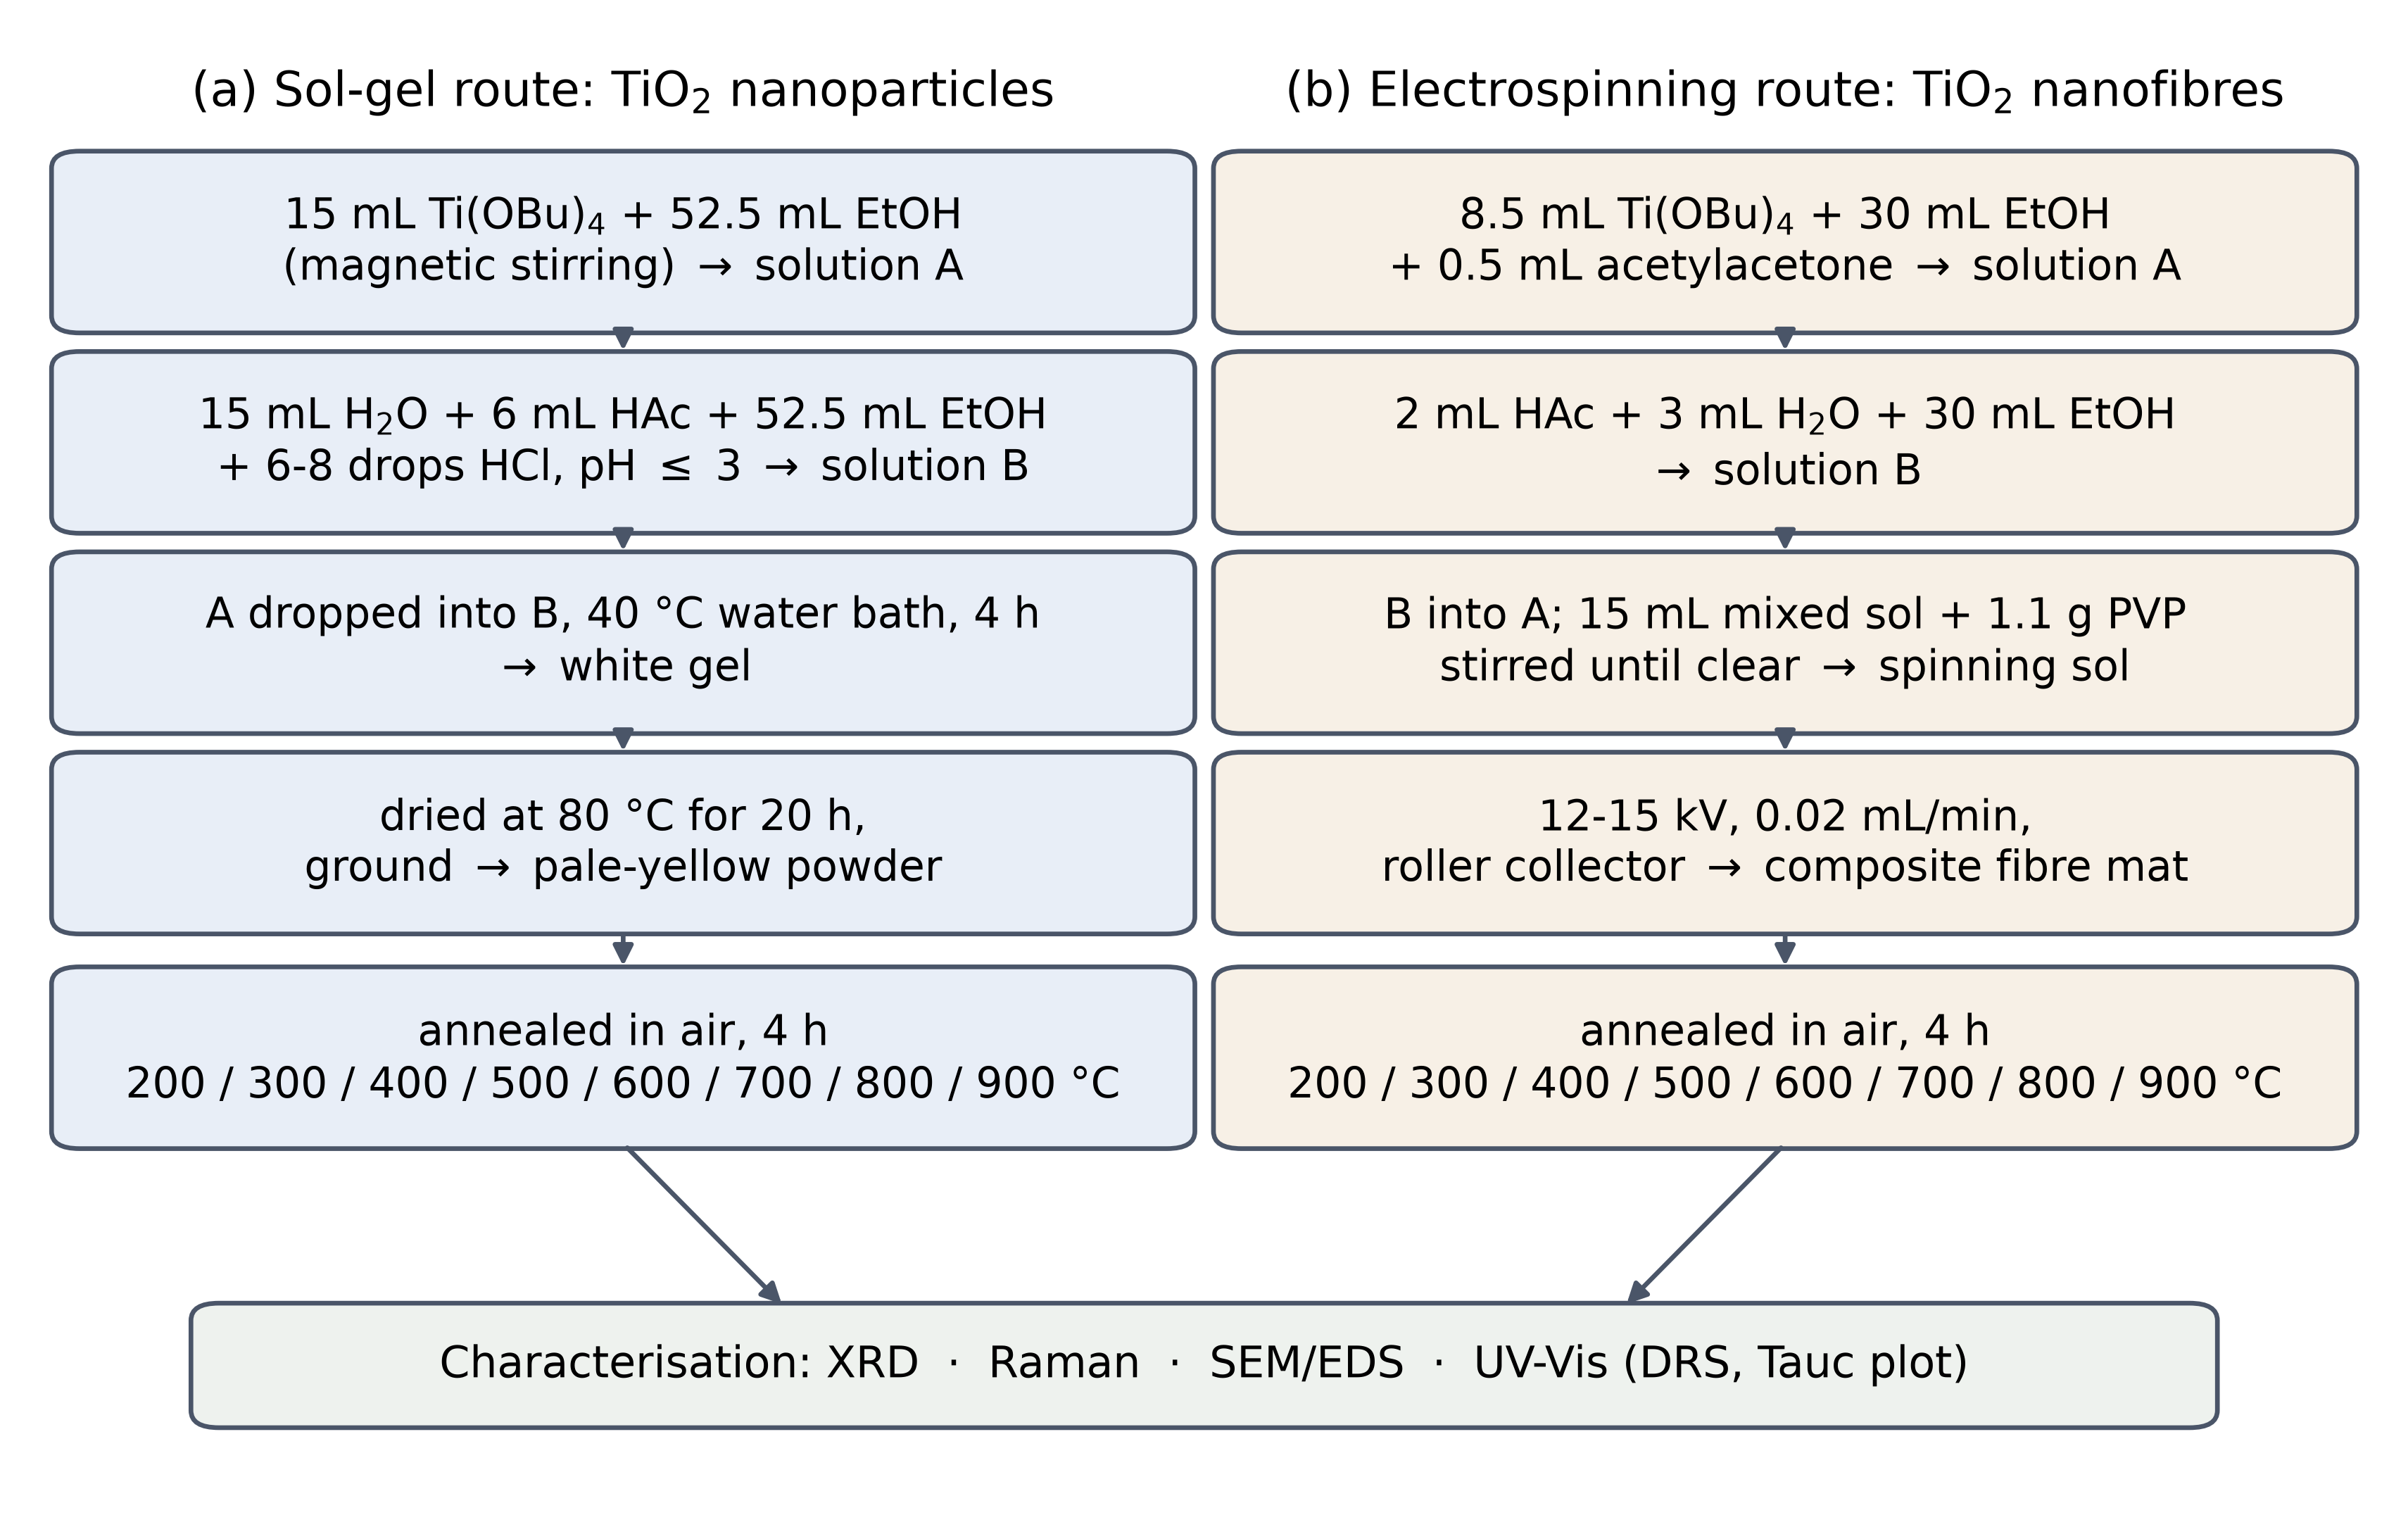 (a) Sol-gel route: TiO₂ nanoparticles
15 mL Ti(OBu)₄ + 52.5 mL EtOH
(magnetic stirring) → solution A
15 mL H₂O + 6 mL HAc + 52.5 mL EtOH
+ 6-8 drops HCl, pH ≤ 3 → solution B
A dropped into B, 40 °C water bath, 4 h
→ white gel
dried at 80 °C for 20 h,
ground → pale-yellow powder
annealed in air, 4 h
200 / 300 / 400 / 500 / 600 / 700 / 800 / 900 °C
(b) Electrospinning route: TiO₂ nanofibres
8.5 mL Ti(OBu)₄ + 30 mL EtOH
+ 0.5 mL acetylacetone → solution A
2 mL HAc + 3 mL H₂O + 30 mL EtOH
→ solution B
B into A; 15 mL mixed sol + 1.1 g PVP
stirred until clear → spinning sol
12-15 kV, 0.02 mL/min,
roller collector → composite fibre mat
annealed in air, 4 h
200 / 300 / 400 / 500 / 600 / 700 / 800 / 900 °C
Characterisation: XRD · Raman · SEM/EDS · UV-Vis (DRS, Tauc plot)